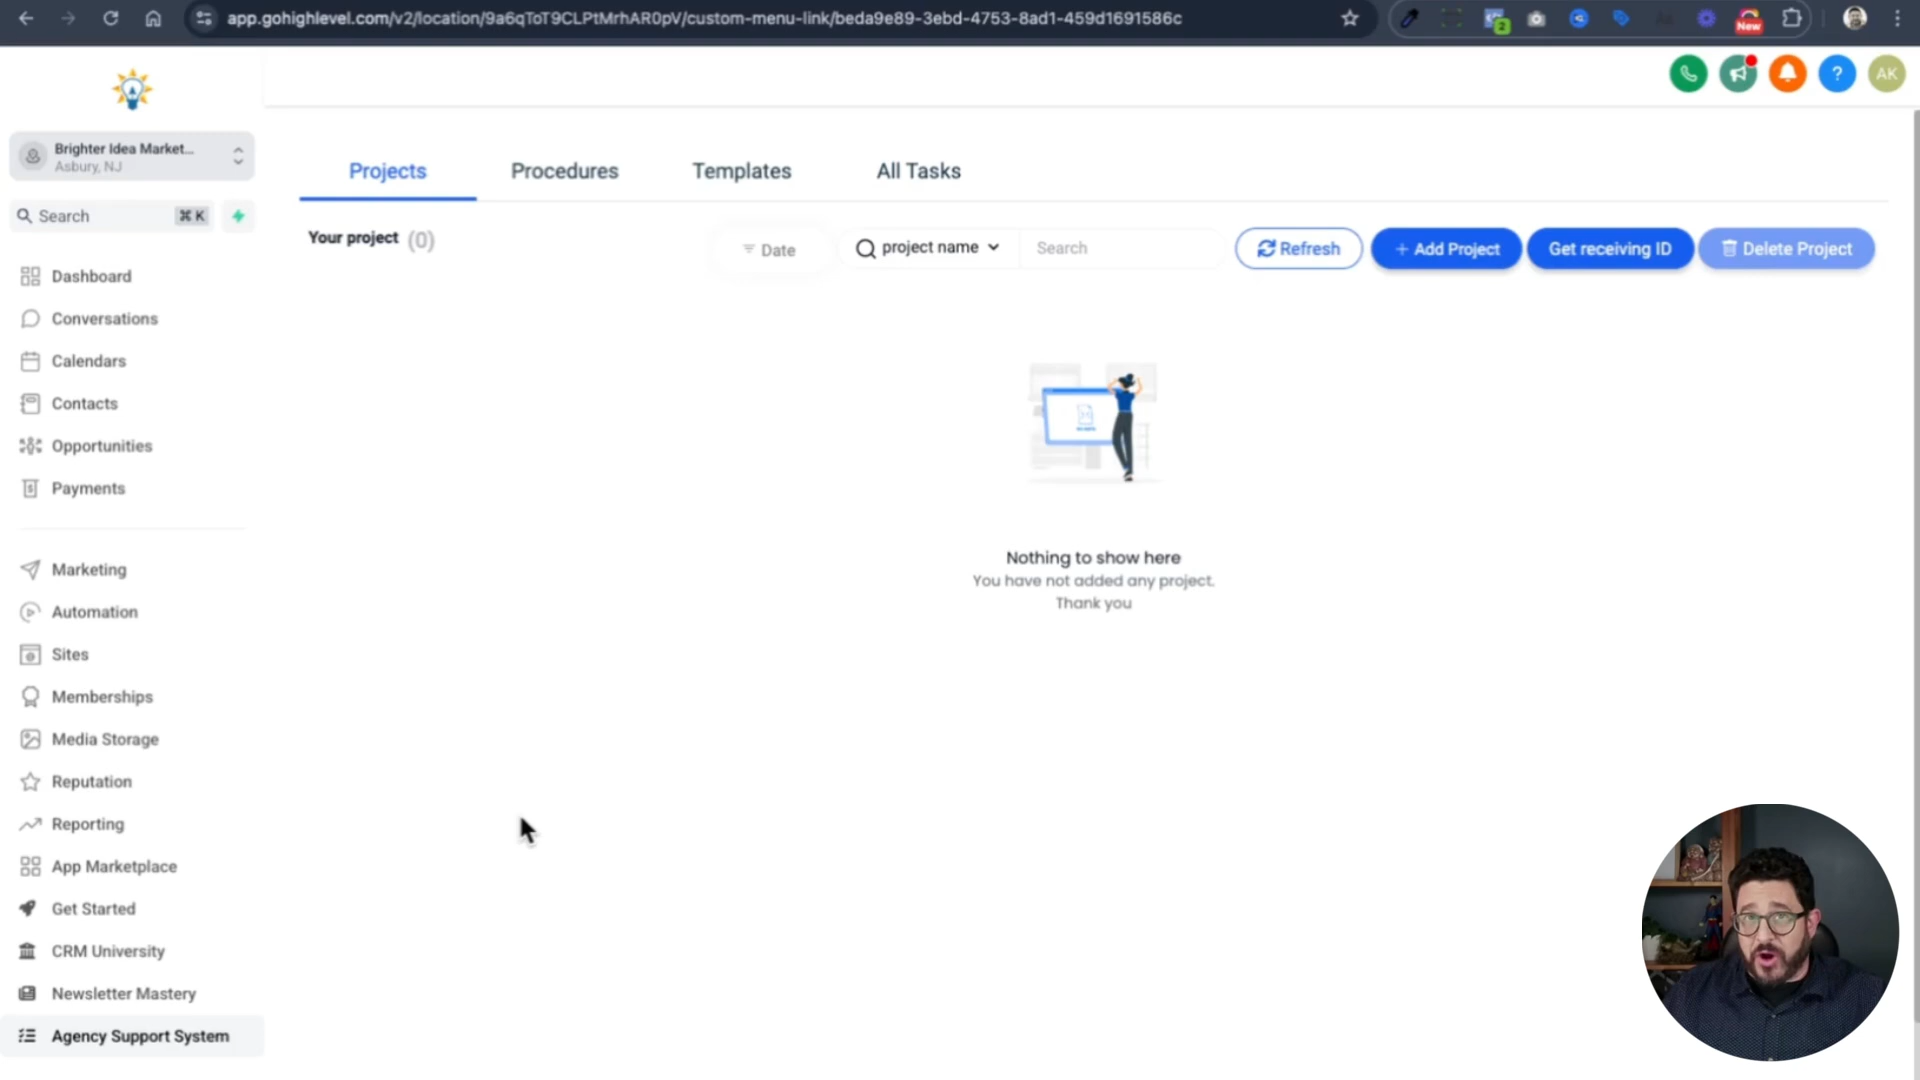 app.gohighlevel.com/v2/location/9a6qToT9CLPtMrhAR0pV/custom-menu-link/beda9e89-3ebd-4753-8ad1-459d1691586c
2
New
AK
Brighter Idea Market...
Asbury, NJ
Search
⌘ K
Dashboard
Conversations
Calendars
Contacts
Opportunities
Payments
Marketing
Automation
Sites
Memberships
Media Storage
Reputation
Reporting
App Marketplace
Get Started
CRM University
Newsletter Mastery
Agency Support System
Projects
Procedures
Templates
All Tasks
Your project (0)
Date
project name
Search
Refresh
+ Add Project
Get receiving ID
Delete Project
Nothing to show here
You have not added any project.
Thank you